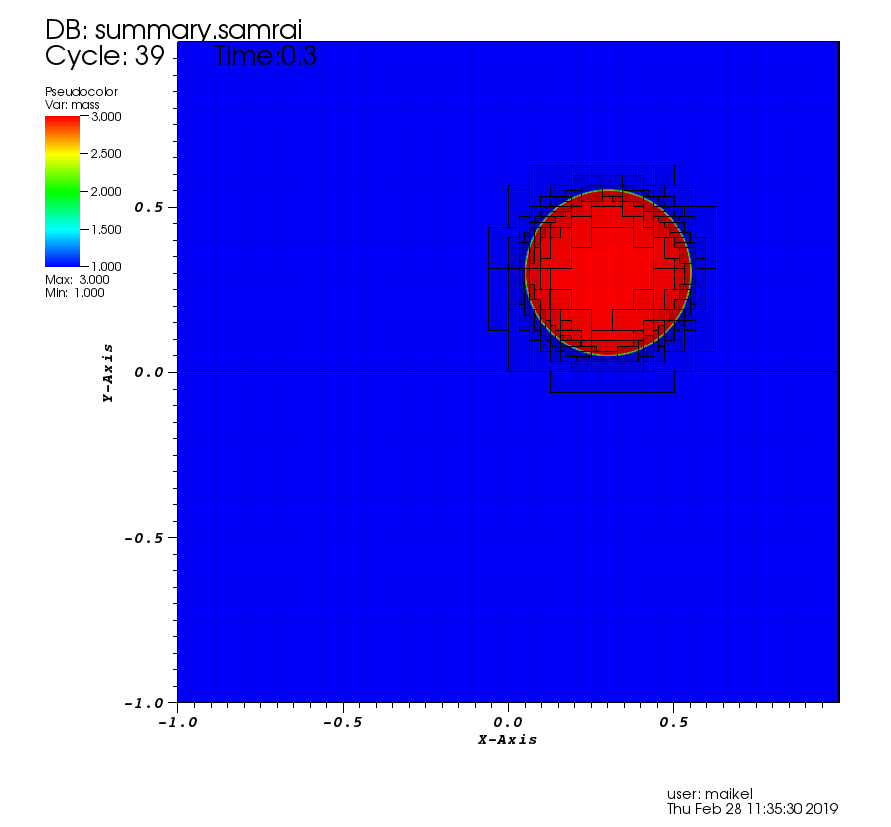 DB: summary.samrai
Cycle: 39 Time:0.3
Pseudocolor
Var: mass
3.000
2.500
2.000
1.500
1.000
Max: 3.000
Min: 1.000
0.5
0.0
-0.5
-1.0
Y-Axis
-1.0 -0.5 0.0 0.5
X-Axis
user: maikel
Thu Feb 28 11:35:30 2019